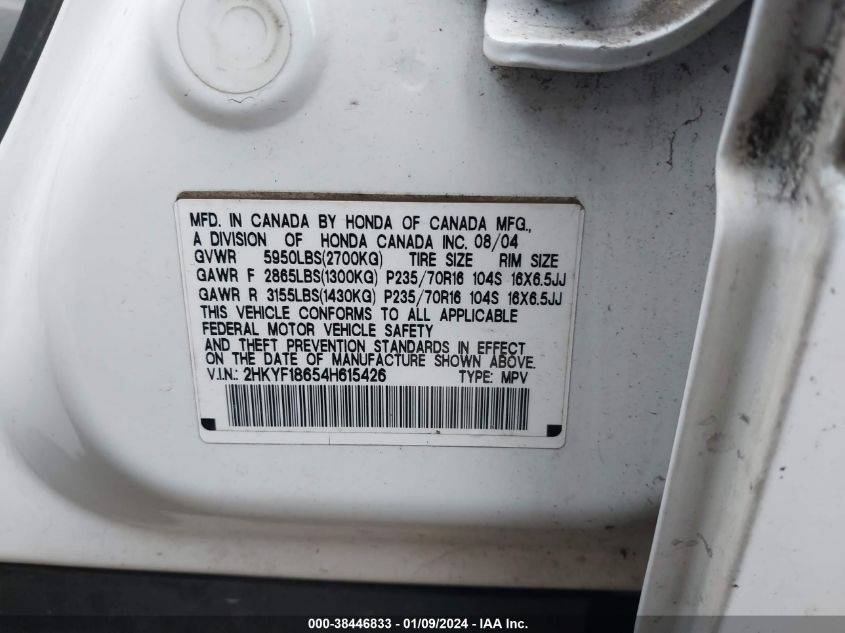 MFD. IN CANADA BY HONDA OF CANADA MFG.,
A DIVISION OF HONDA CANADA INC. 08/04
GVWR 5950LBS(2700KG) TIRE SIZE RIM SIZE
GAWR F 2865LBS(1300KG) P235/70R16 104S 16X6.5JJ
GAWR R 3155LBS(1430KG) P235/70R16 104S 16X6.5JJ
THIS VEHICLE CONFORMS TO ALL APPLICABLE
FEDERAL MOTOR VEHICLE SAFETY
AND THEFT PREVENTION STANDARDS IN EFFECT
ON THE DATE OF MANUFACTURE SHOWN ABOVE.
V.I.N.: 2HKYF18654H615426 TYPE: MPV
000-38446833 - 01/09/2024 - IAA Inc.